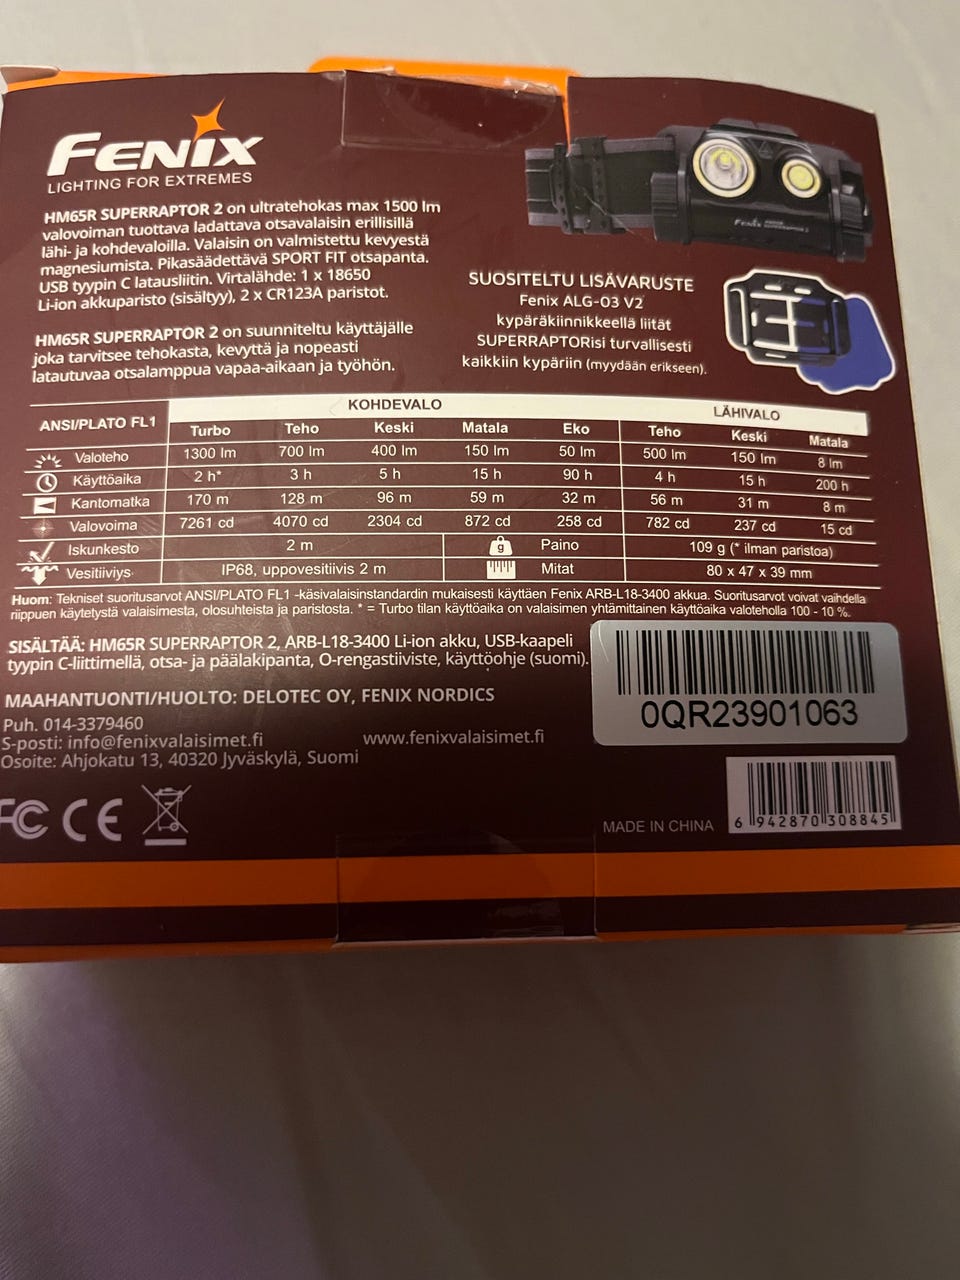 FENIX
LIGHTING FOR EXTREMES
HM65R SUPERRAPTOR 2 on ultratehokas max 1500 lm
valovoiman tuottava ladattava otsavalaisin erillisillä
lähi- ja kohdevaloilla. Valaisin on valmistettu kevyestä
magnesiumista. Pikasäädettävä SPORT FIT otsapanta.
USB tyypin C latausliitin. Virtalähde: 1 x 18650
Li-ion akkuparisto (sisältyy), 2 x CR123A paristot.
HM65R SUPERRAPTOR 2 on suunniteltu käyttäjälle
joka tarvitsee tehokasta, kevyttä ja nopeasti
latautuvaa otsalamppua vapaa-aikaan ja työhön.
Fenix
SUOSITELTU LISÄVARUSTE
Fenix ALG-03 V2
kypäräkiinnikkeellä liität
SUPERRAPTORisi turvallisesti
kaikkiin kypäriin (myydään erikseen).
ANSI/PLATO FL1 KOHDEVALO LÄHIVALO
Turbo Teho Keski Matala Eko Teho Keski Matala
Valoteho 1300 lm 700 lm 400 lm 150 lm 50 lm 500 lm 150 lm 8 lm
Käyttöaika 2 h* 3 h 5 h 15 h 90 h 4 h 15 h 200 h
Kantomatka 170 m 128 m 96 m 59 m 32 m 56 m 31 m 8 m
Valovoima 7261 cd 4070 cd 2304 cd 872 cd 258 cd 782 cd 237 cd 15 cd
Iskunkesto 2 m g Paino 109 g (* ilman paristoa)
Vesitiiviys IP68, uppovesitiivis 2 m Mitat 80 x 47 x 39 mm
Huom: Tekniset suoritusarvot ANSI/PLATO FL1 -käsivalaisinstandardin mukaisesti käyttäen Fenix ARB-L18-3400 akkua. Suoritusarvot voivat vaihdella
riippuen käytetystä valaisimesta, olosuhteista ja paristosta. * = Turbo tilan käyttöaika on valaisimen yhtämittainen käyttöaika valoteholla 100 - 10 %.
SISÄLTÄÄ: HM65R SUPERRAPTOR 2, ARB-L18-3400 Li-ion akku, USB-kaapeli
tyypin C-liittimellä, otsa- ja päälakipanta, O-rengastiiviste, käyttöohje (suomi).
MAAHANTUONTI/HUOLTO: DELOTEC OY, FENIX NORDICS
Puh. 014-3379460
S-posti: info@fenixvalaisimet.fi www.fenixvalaisimet.fi
Osoite: Ahjokatu 13, 40320 Jyväskylä, Suomi
0QR23901063
FC CE
MADE IN CHINA
6 942870 308845